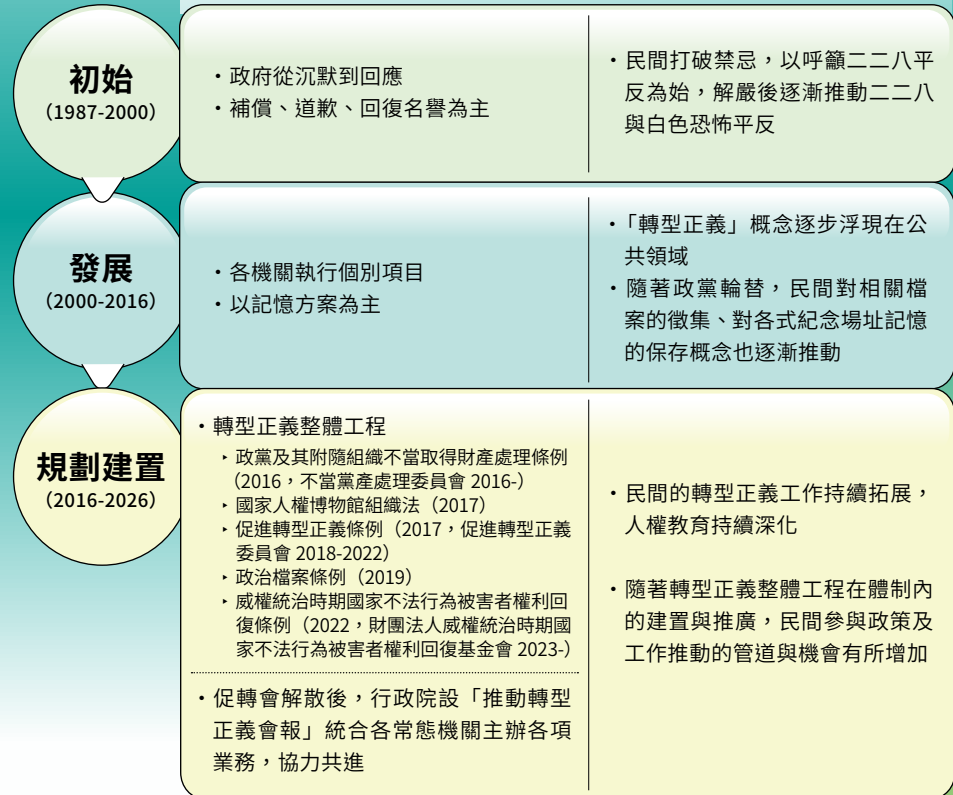 初始
（1987-2000）
・政府從沉默到回應
・補償、道歉、回復名譽為主
・民間打破禁忌，以呼籲二二八平
反為始，解嚴後逐漸推動二二八
與白色恐怖平反
發展
（2000-2016）
・各機關執行個別項目
・以記憶方案為主
・「轉型正義」概念逐步浮現在公
共領域
・隨著政黨輪替，民間對相關檔
案的徵集、對各式紀念場址記憶
的保存概念也逐漸推動
規劃建置
（2016-2026）
・轉型正義整體工程
‣ 政黨及其附隨組織不當取得財產處理條例
（2016，不當黨產處理委員會 2016-）
‣ 國家人權博物館組織法（2017）
‣ 促進轉型正義條例（2017，促進轉型正義
委員會 2018-2022）
‣ 政治檔案條例（2019）
‣ 威權統治時期國家不法行為被害者權利回
復條例（2022，財團法人威權統治時期國
家不法行為被害者權利回復基金會 2023-）
・促轉會解散後，行政院設「推動轉型
正義會報」統合各常態機關主辦各項
業務，協力共進
・民間的轉型正義工作持續拓展，
人權教育持續深化
・隨著轉型正義整體工程在體制內
的建置與推廣，民間參與政策及
工作推動的管道與機會有所增加